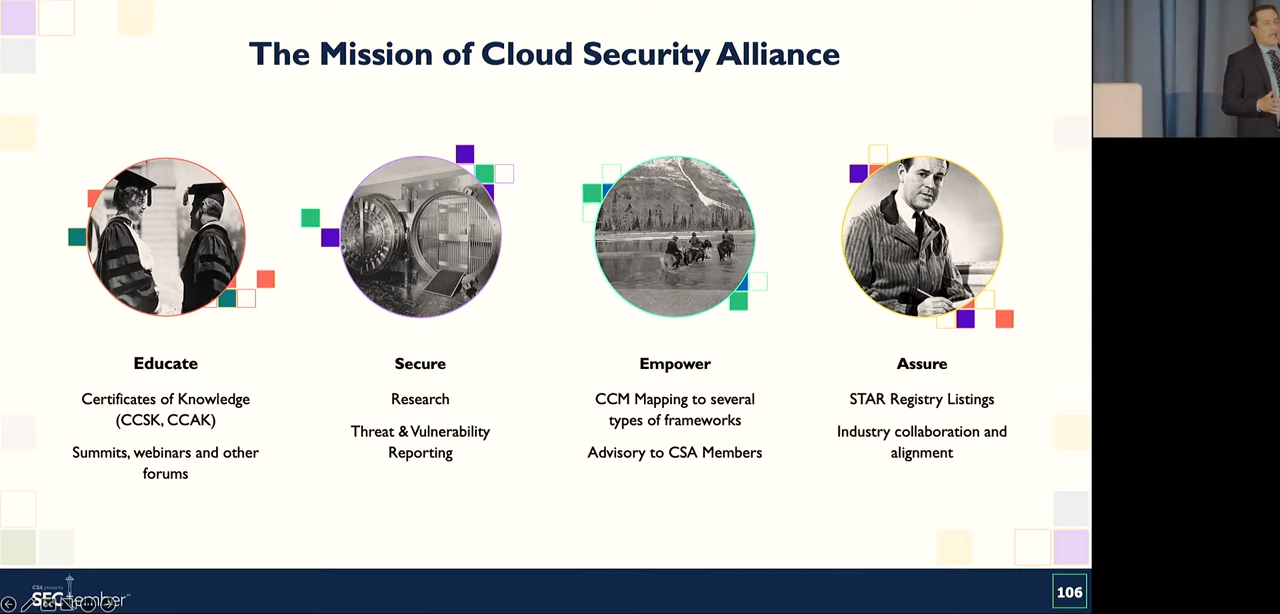 The Mission of Cloud Security Alliance
Educate
Certificates of Knowledge
(CCSK, CCAK)
Summits, webinars and other
forums
Secure
Research
Threat & Vulnerability
Reporting
Empower
CCM Mapping to several
types of frameworks
Advisory to CSA Members
Assure
STAR Registry Listings
Industry collaboration and
alignment
CSA presents
106